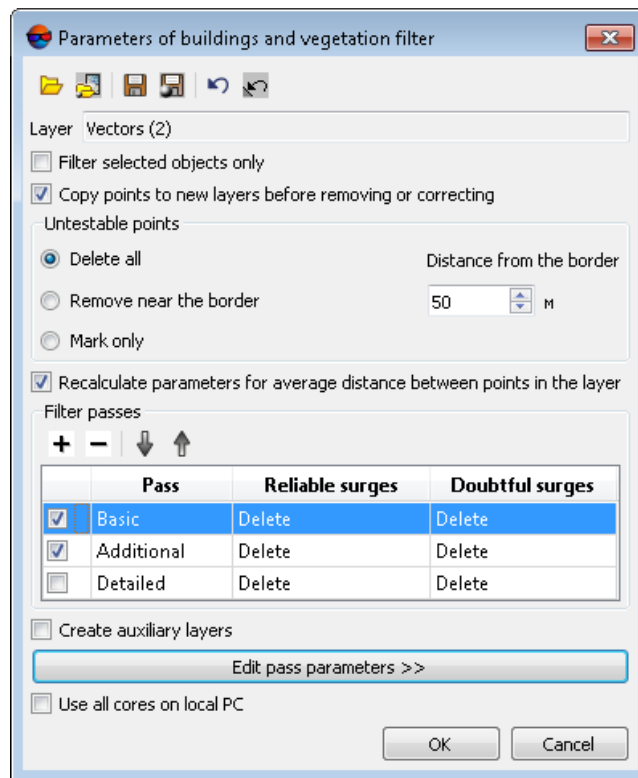 Parameters of buildings and vegetation filter
Layer Vectors (2)
Filter selected objects only
Copy points to new layers before removing or correcting
Untestable points
Delete all Distance from the border
Remove near the border 50 м
Mark only
Recalculate parameters for average distance between points in the layer
Filter passes
Pass Reliable surges Doubtful surges
Basic Delete Delete
Additional Delete Delete
Detailed Delete Delete
Create auxiliary layers
Edit pass parameters >>
Use all cores on local PC
OK Cancel